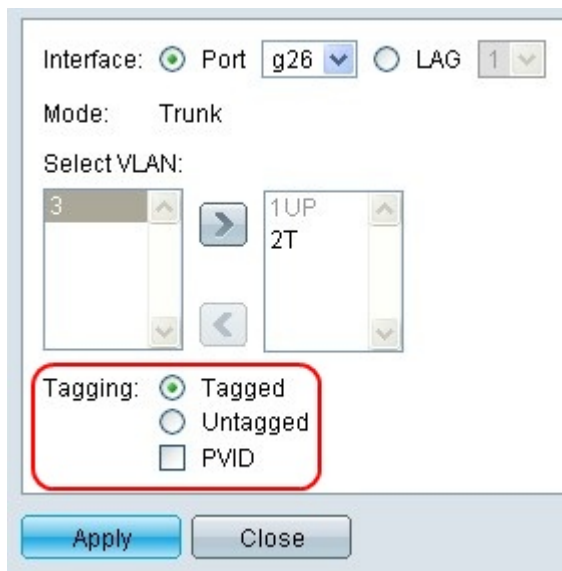 Interface: Port g26 LAG 1
Mode: Trunk
Select VLAN:
3
1UP
2T
Tagging: Tagged
Untagged
PVID
Apply Close